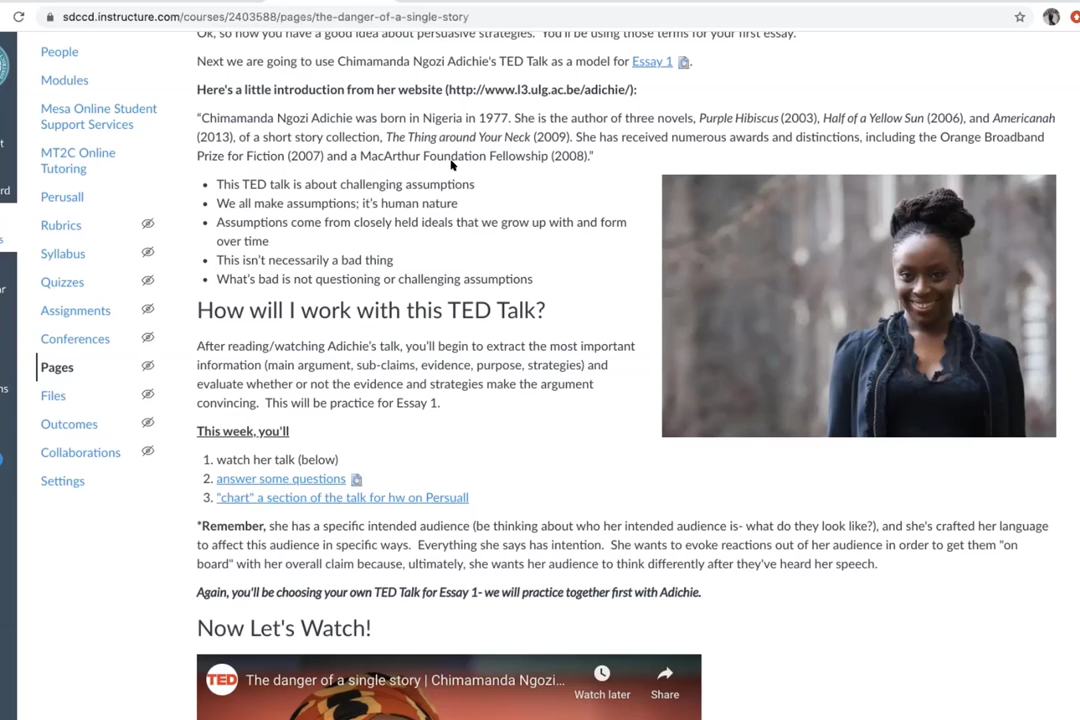 sdccd.instructure.com/courses/2403588/pages/the-danger-of-a-single-story
Ok, so now you have a good idea about persuasive strategies. You'll be using those terms for your first essay.
People
Next we are going to use Chimamanda Ngozi Adichie's TED Talk as a model for Essay 1
Modules
Here's a little introduction from her website (http://www.l3.ulg.ac.be/adichie/):
Mesa Online Student
Support Services
“Chimamanda Ngozi Adichie was born in Nigeria in 1977. She is the author of three novels, Purple Hibiscus (2003), Half of a Yellow Sun (2006), and Americanah
(2013), of a short story collection, The Thing around Your Neck (2009). She has received numerous awards and distinctions, including the Orange Broadband
Prize for Fiction (2007) and a MacArthur Foundation Fellowship (2008).”
MT2C Online
Tutoring
Perusall
Rubrics
Syllabus
Quizzes
Assignments
Conferences
Pages
Files
Outcomes
Collaborations
Settings
• This TED talk is about challenging assumptions
• We all make assumptions; it’s human nature
• Assumptions come from closely held ideals that we grow up with and form
over time
• This isn’t necessarily a bad thing
• What’s bad is not questioning or challenging assumptions
How will I work with this TED Talk?
After reading/watching Adichie’s talk, you’ll begin to extract the most important
information (main argument, sub-claims, evidence, purpose, strategies) and
evaluate whether or not the evidence and strategies make the argument
convincing. This will be practice for Essay 1.
This week, you'll
1. watch her talk (below)
2. answer some questions
3. "chart" a section of the talk for hw on Persuall
*Remember, she has a specific intended audience (be thinking about who her intended audience is- what do they look like?), and she's crafted her language
to affect this audience in specific ways. Everything she says has intention. She wants to evoke reactions out of her audience in order to get them "on
board" with her overall claim because, ultimately, she wants her audience to think differently after they've heard her speech.
Again, you'll be choosing your own TED Talk for Essay 1- we will practice together first with Adichie.
Now Let's Watch!
TED
The danger of a single story | Chimamanda Ngozi...
Watch later
Share